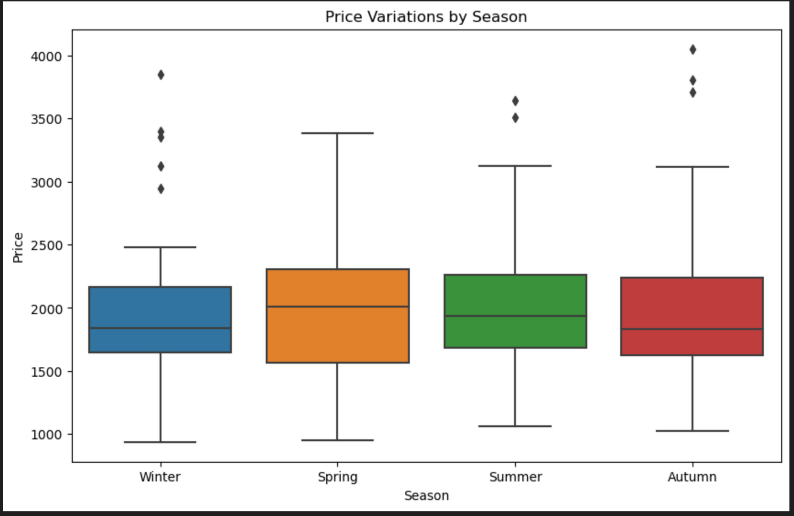 Price Variations by Season
Price
4000
3500
3000
2500
2000
1500
1000
Winter Spring Summer Autumn
Season